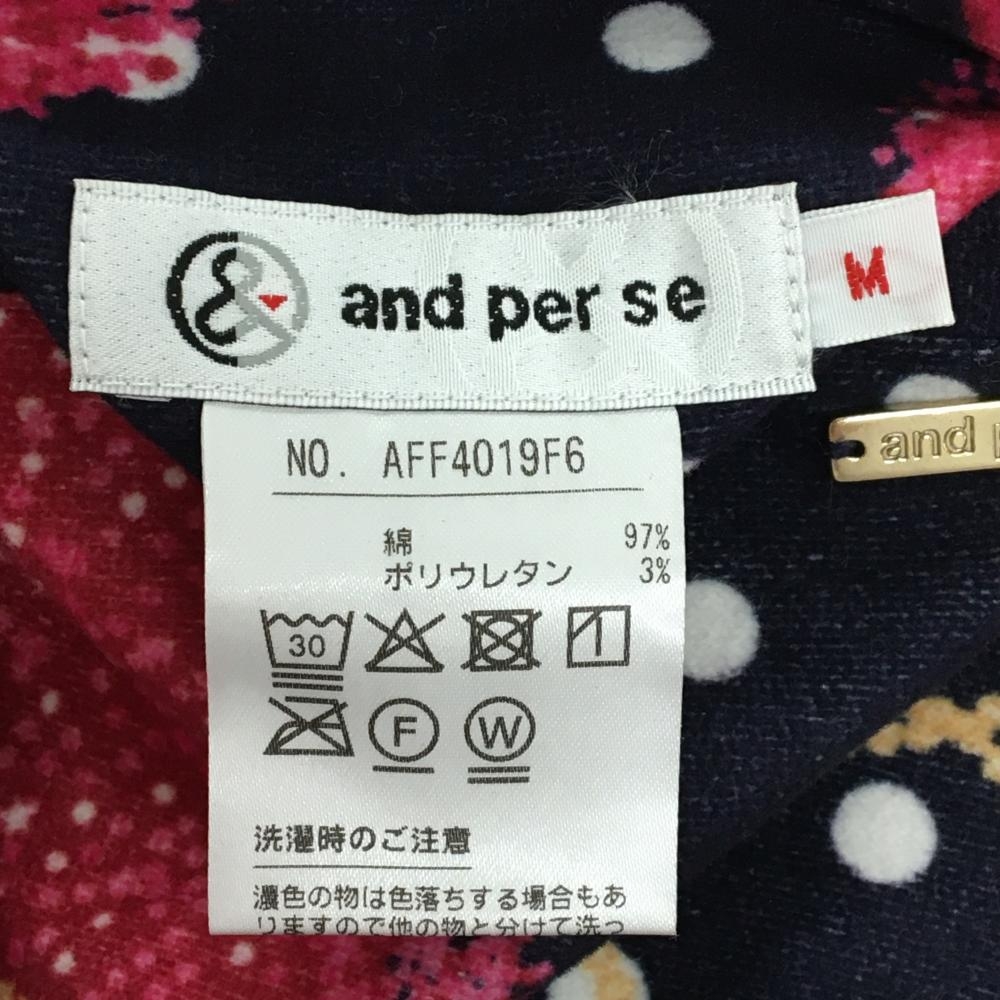 and per se
M
and
NO. AFF4019F6
綿 97%
ポリウレタン 3%
30
F W
洗濯時のご注意
濃色の物は色落ちする場合もあ
りますので他の物と分けて洗っ